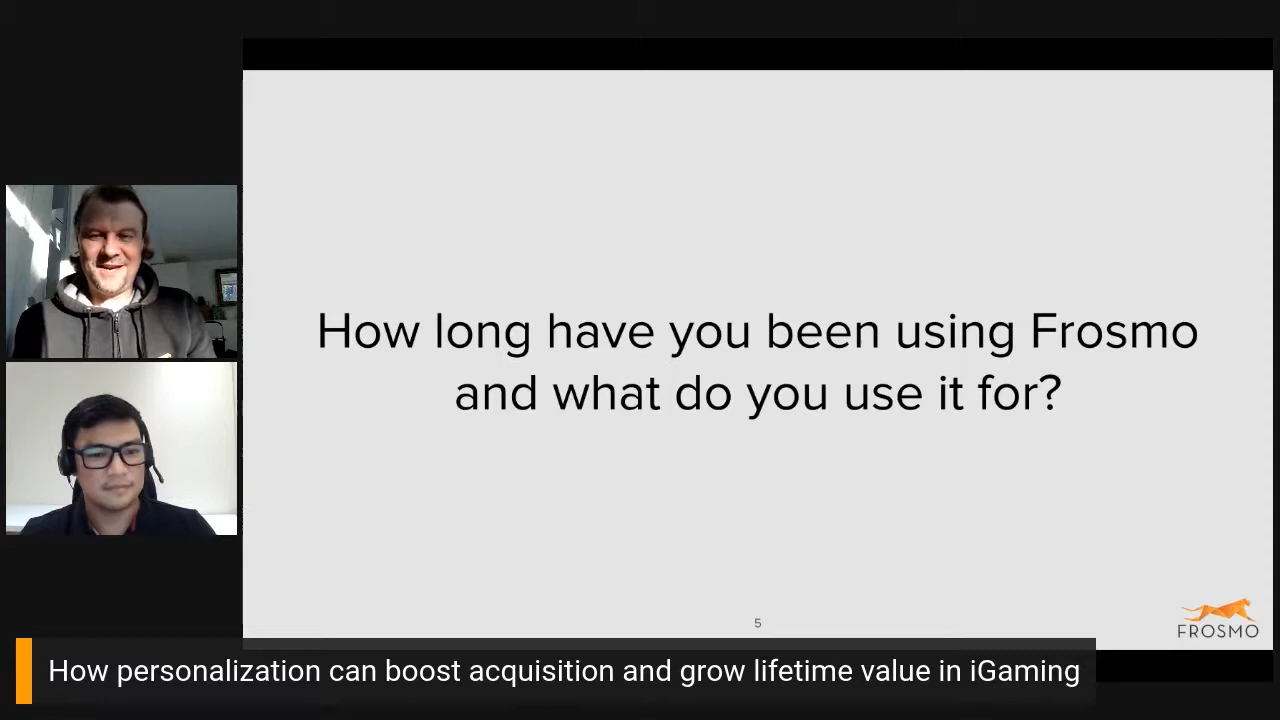 How long have you been using Frosmo
and what do you use it for?
5
FROSMO
How personalization can boost acquisition and grow lifetime value in iGaming